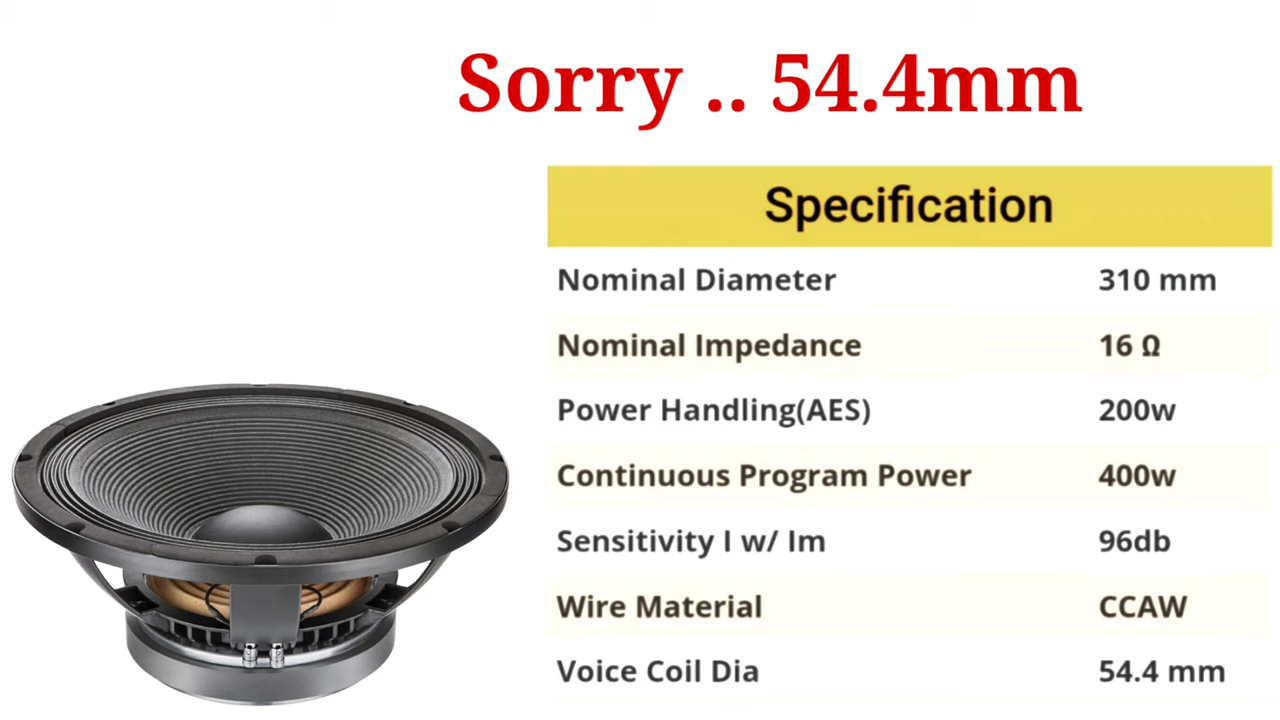 Sorry .. 54.4mm
Specification
Nominal Diameter 310 mm
Nominal Impedance 16 Ω
Power Handling(AES) 200w
Continuous Program Power 400w
Sensitivity I w/ Im 96db
Wire Material CCAW
Voice Coil Dia 54.4 mm